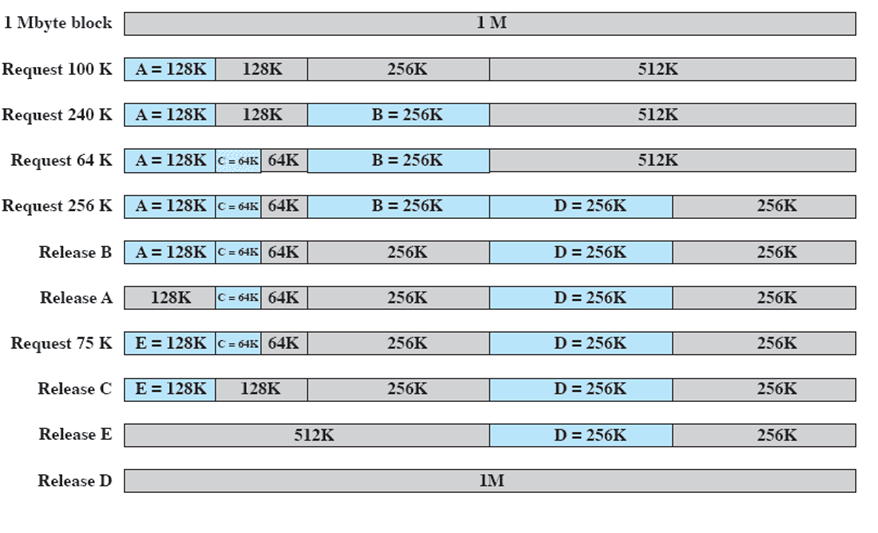 1 Mbyte block 1 M
Request 100 K A = 128K 128K 256K 512K
Request 240 K A = 128K 128K B = 256K 512K
Request 64 K A = 128K C = 64K 64K B = 256K 512K
Request 256 K A = 128K C = 64K 64K B = 256K D = 256K 256K
Release B A = 128K C = 64K 64K 256K D = 256K 256K
Release A 128K C = 64K 64K 256K D = 256K 256K
Request 75 K E = 128K C = 64K 64K 256K D = 256K 256K
Release C E = 128K 128K 256K D = 256K 256K
Release E 512K D = 256K 256K
Release D 1M